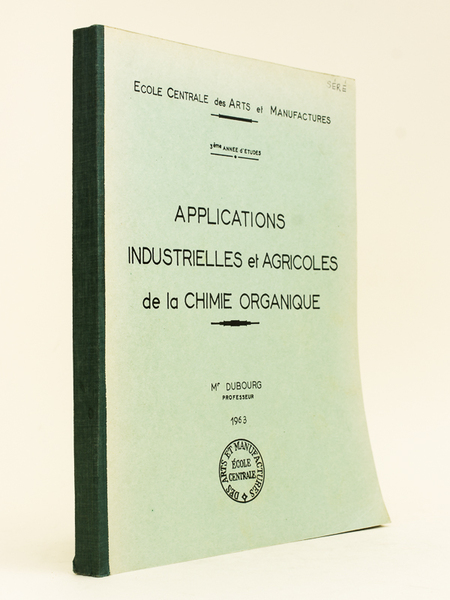 ECOLE CENTRALE des ARTS et MANUFACTURES
3ème ANNÉE D'ÉTUDES
APPLICATIONS
INDUSTRIELLES et AGRICOLES
de la CHIMIE ORGANIQUE
Mr DUBOURG
PROFESSEUR
1963
DES ARTS ET MANUFACTURES
ÉCOLE
CENTRALE